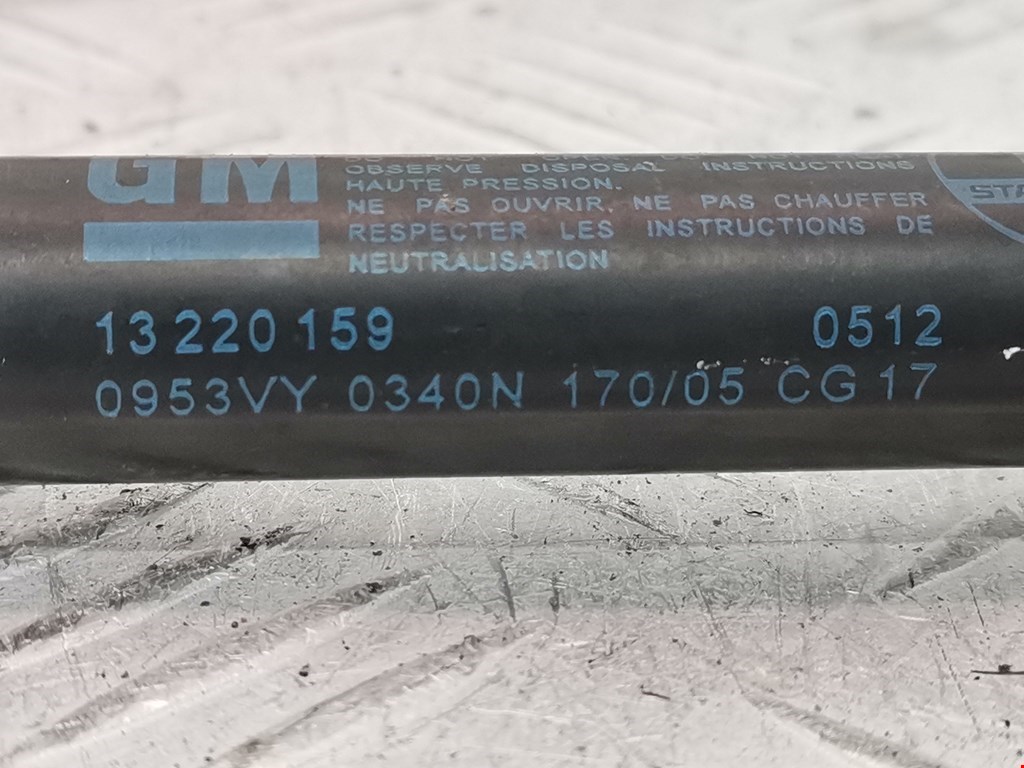 GM
OBSERVE DISPOSAL INSTRUCTIONS
HAUTE PRESSION.
NE PAS OUVRIR. NE PAS CHAUFFER
RESPECTER LES INSTRUCTIONS DE
NEUTRALISATION
STA
13 220 159 0512
0953VY 0340N 170/05 CG 17